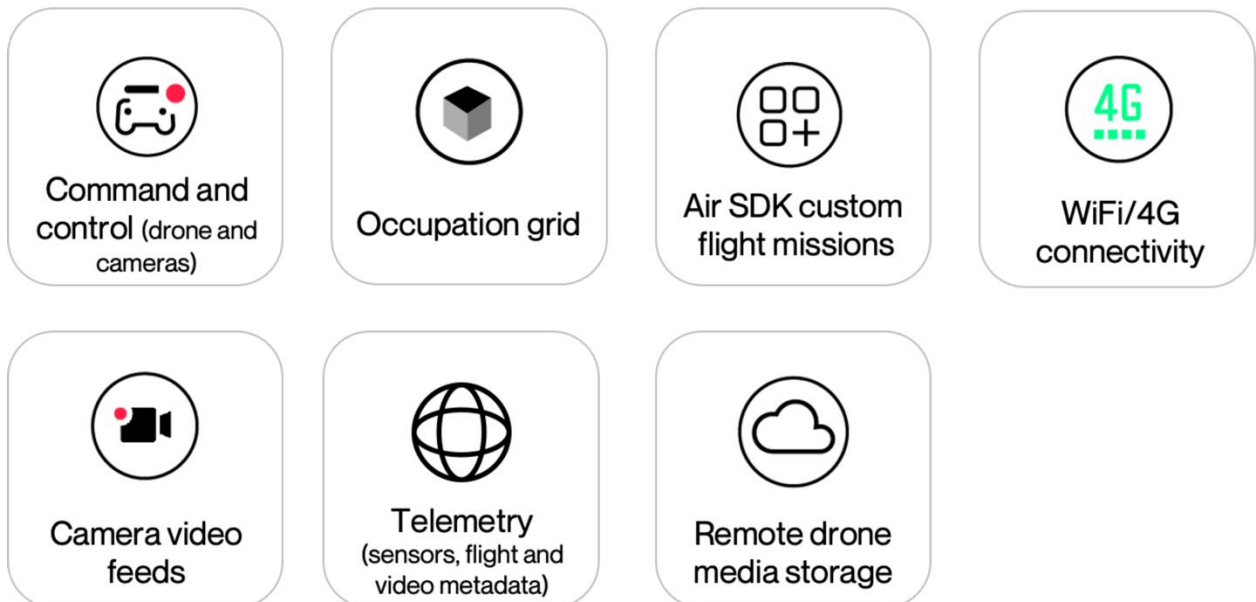 Command and
control (drone and
cameras)
Occupation grid
Air SDK custom
flight missions
4G
WiFi/4G
connectivity
Camera video
feeds
Telemetry
(sensors, flight and
video metadata)
Remote drone
media storage